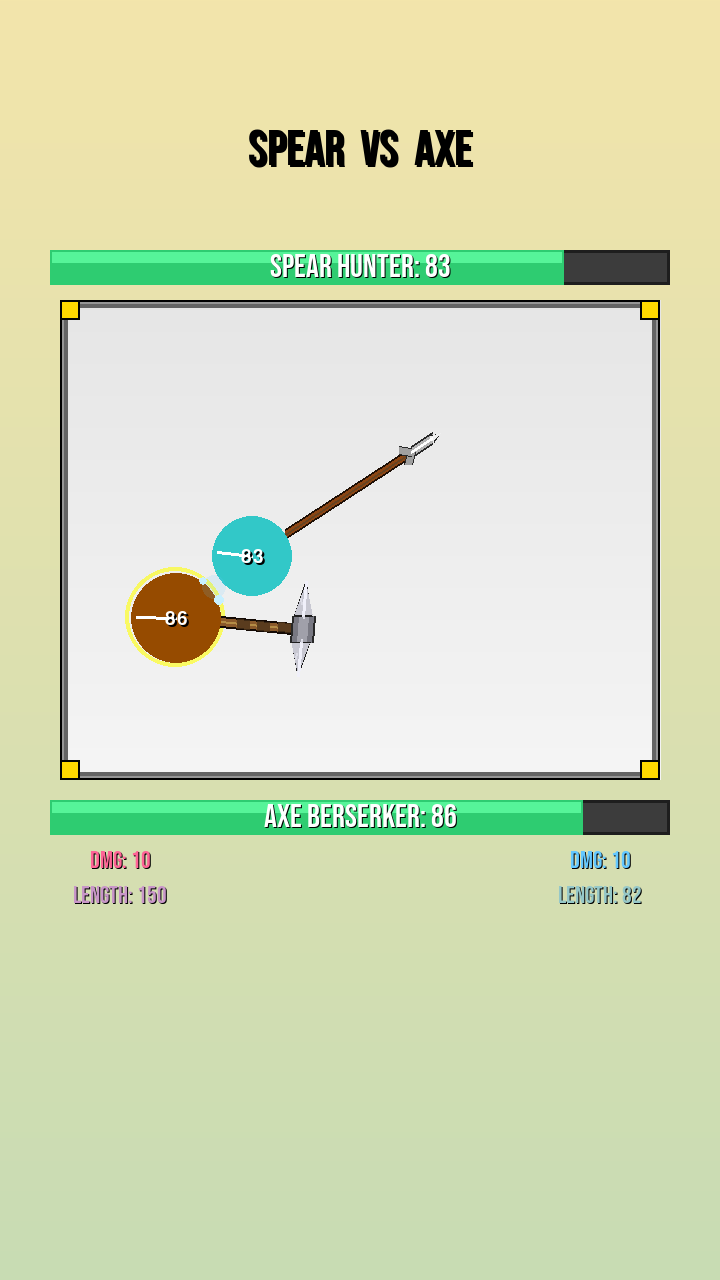 SPEAR VS AXE
SPEAR HUNTER: 83
83
86
AXE BERSERKER: 86
DMG: 10 DMG: 10
LENGTH: 150 LENGTH: 82